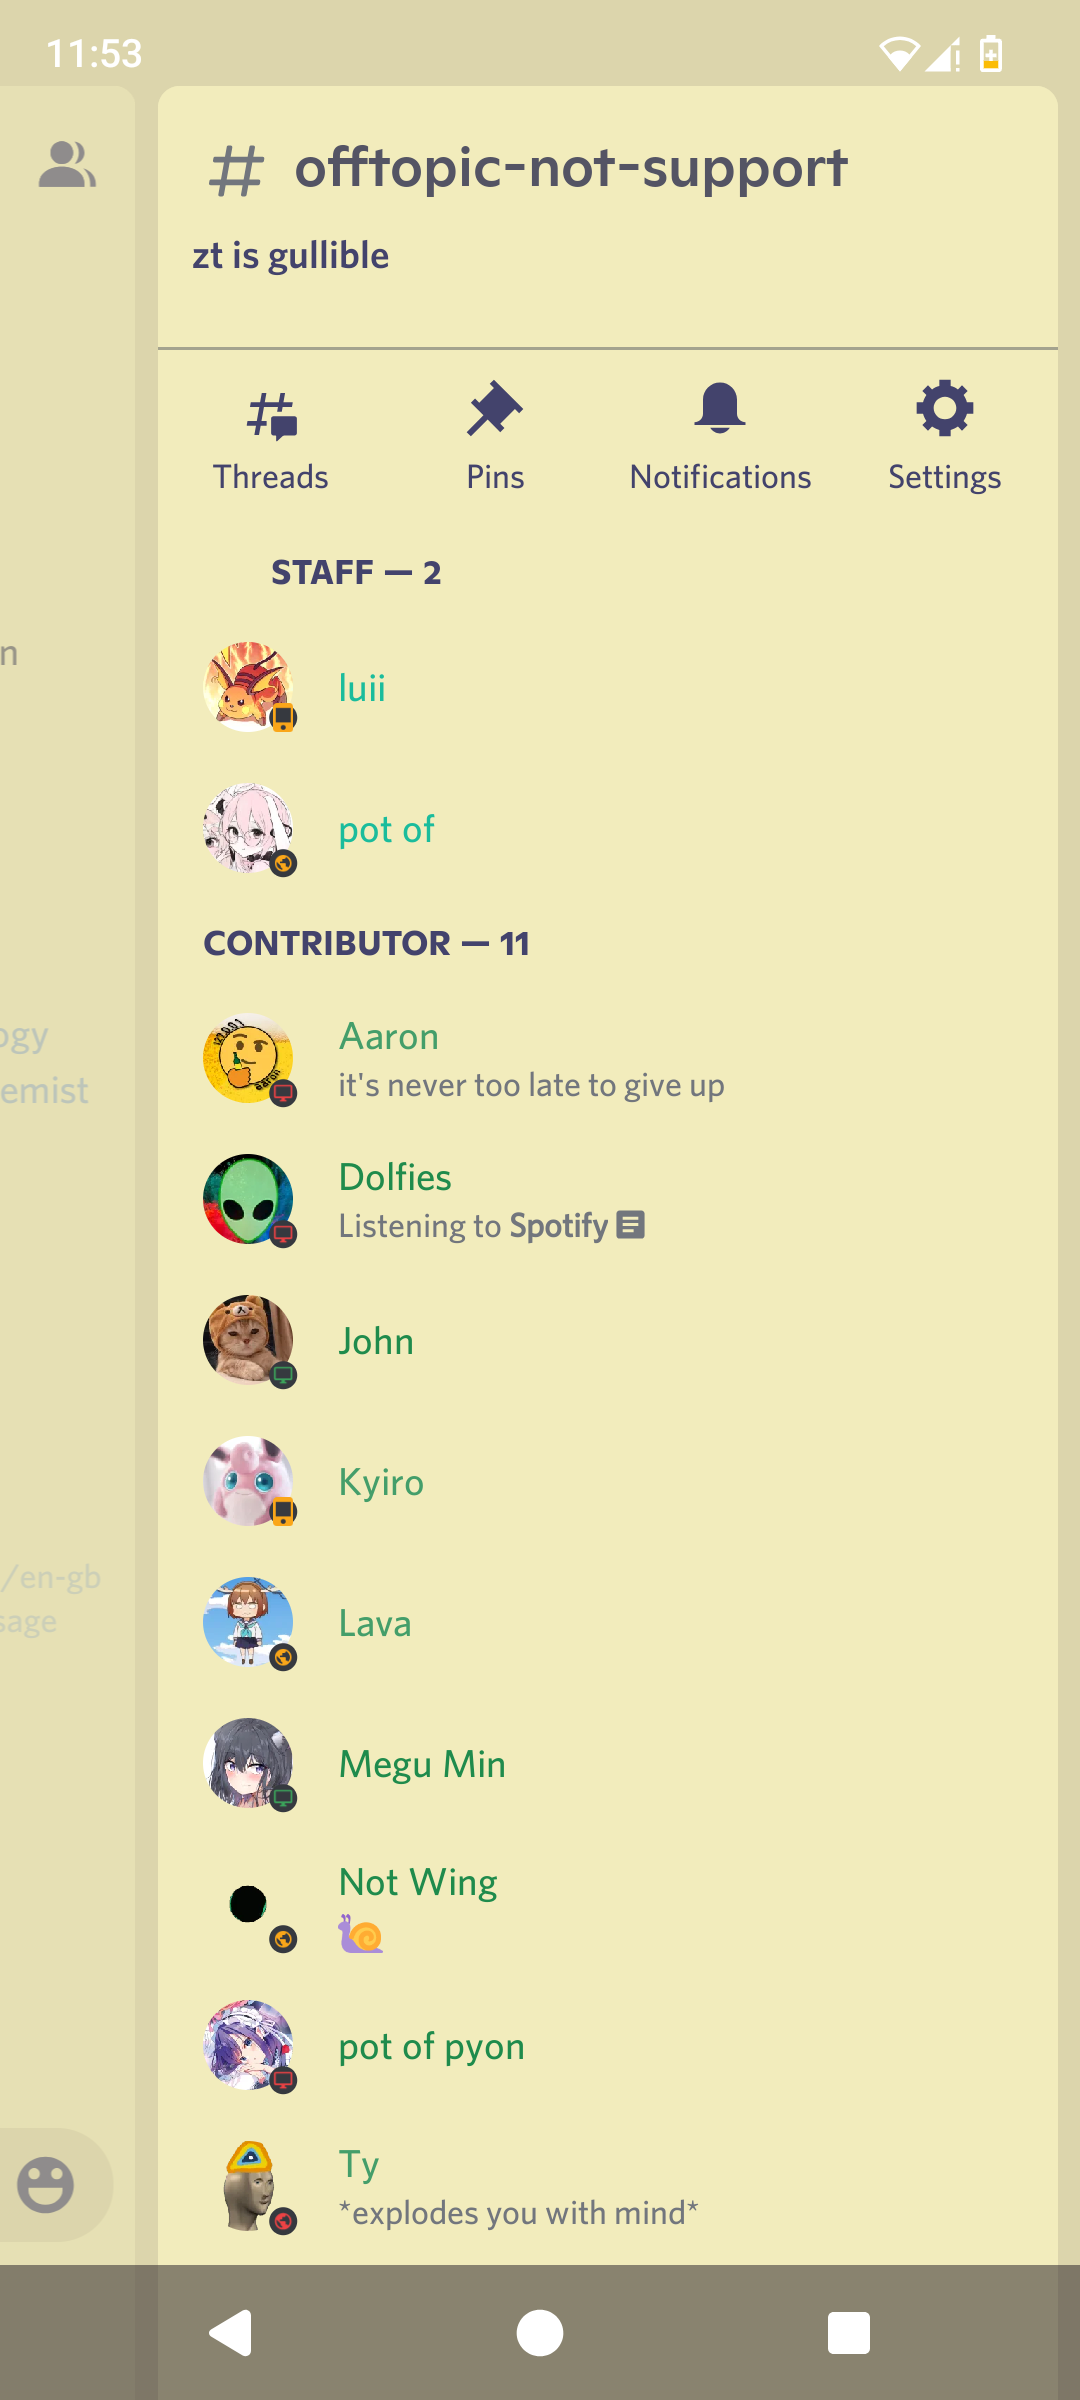 11:53
# offtopic-not-support
zt is gullible
Threads
Pins
Notifications
Settings
STAFF — 2
luii
pot of
CONTRIBUTOR — 11
Aaron
it's never too late to give up
Dolfies
Listening to Spotify
John
Kyiro
Lava
Megu Min
Not Wing
🐌
pot of pyon
Ty
*explodes you with mind*
n
ogy
emist
/en-gb
sage